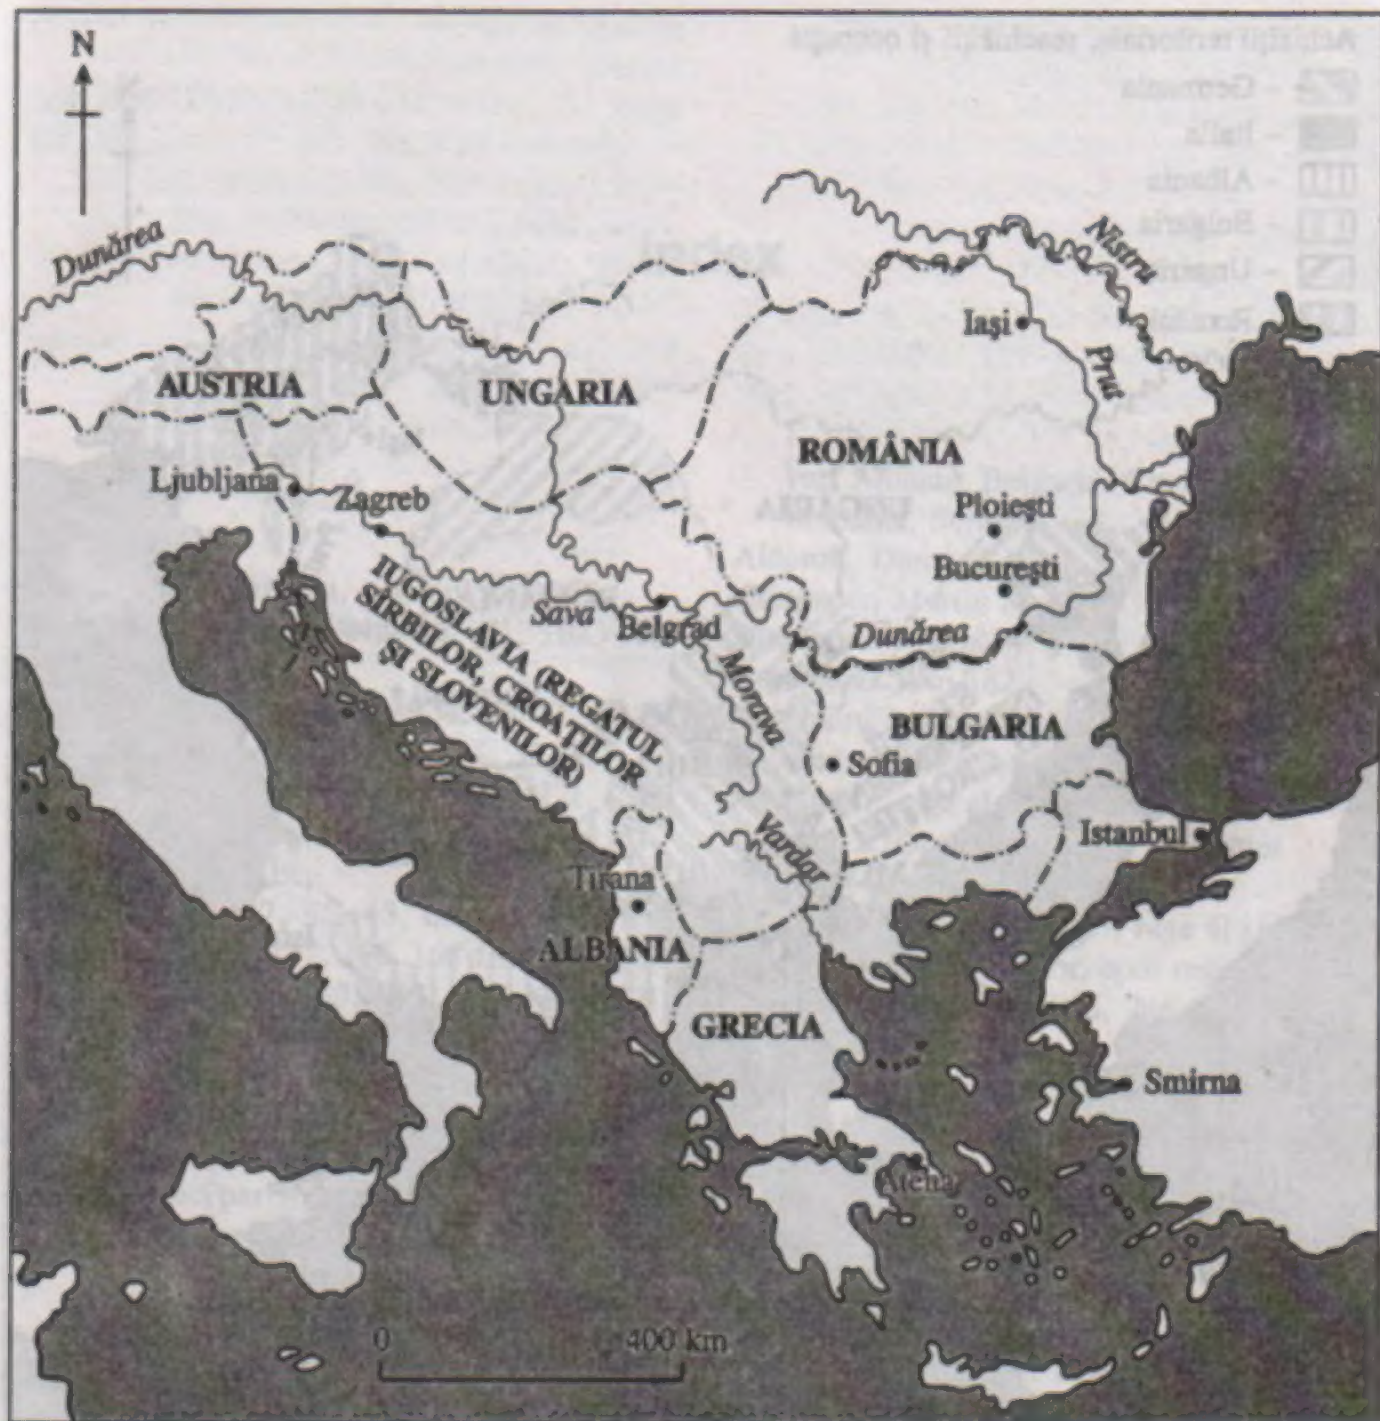 N
Dunărea
Nistru
Iași
Prut
AUSTRIA
UNGARIA
ROMÂNIA
Ljubljana
Zagreb
Ploiești
București
IUGOSLAVIA (REGATUL
SÎRBILOR, CROAȚILOR
ȘI SLOVENILOR)
Sava
Belgrad
Dunărea
Morava
BULGARIA
Sofia
Vardar
Istanbul
Tirana
ALBANIA
GRECIA
Smirna
Atena
0 400 km